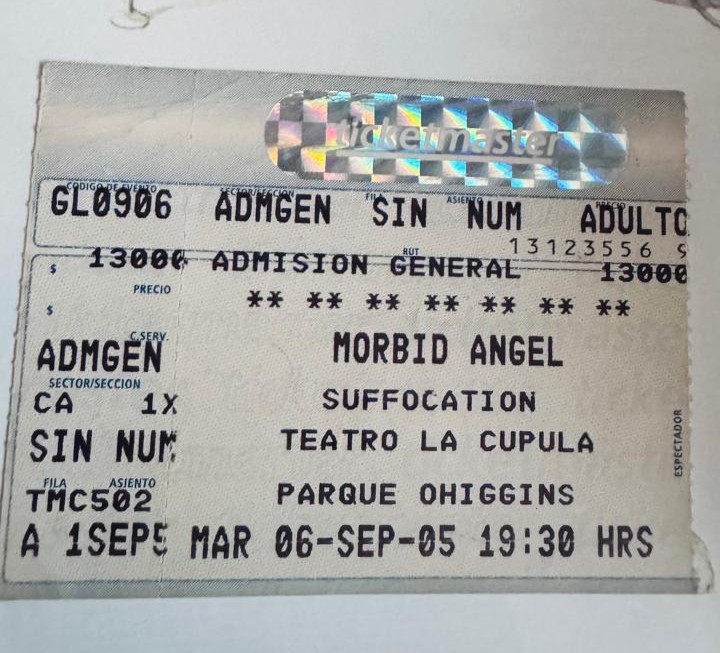 ticketmaster
CODIGO DE EVENTO SECTOR/SECCION FILA ASIENTO PRECIO
GL0906 ADMGEN SIN NUM ADULTO
13123556 9
$ 13000 ADMISION GENERAL 13000
RUT
PRECIO
$ ** ** ** ** ** ** **
C.SERV.
ADMGEN MORBID ANGEL
SECTOR/SECCION
CA 1X SUFFOCATION
SIN NUM TEATRO LA CUPULA
FILA ASIENTO
TMC502 PARQUE OHIGGINS
A 1SEP5 MAR 06-SEP-05 19:30 HRS
ESPECTADOR